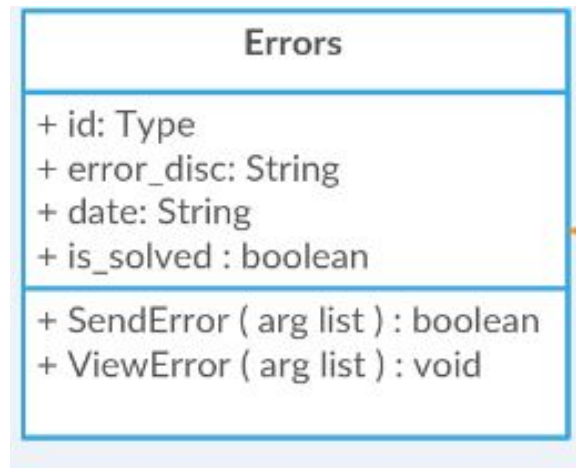 Errors
+ id: Type
+ error_disc: String
+ date: String
+ is_solved : boolean
+ SendError ( arg list ) : boolean
+ ViewError ( arg list ) : void